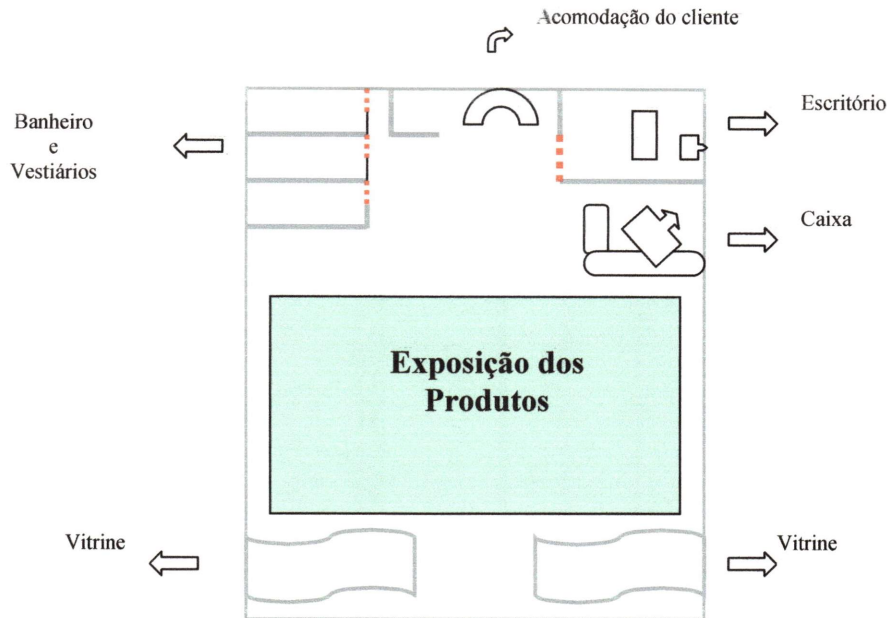 Acomodação do cliente
Escritório
Banheiro
e
Vestiários
Caixa
Exposição dos
Produtos
Vitrine
Vitrine